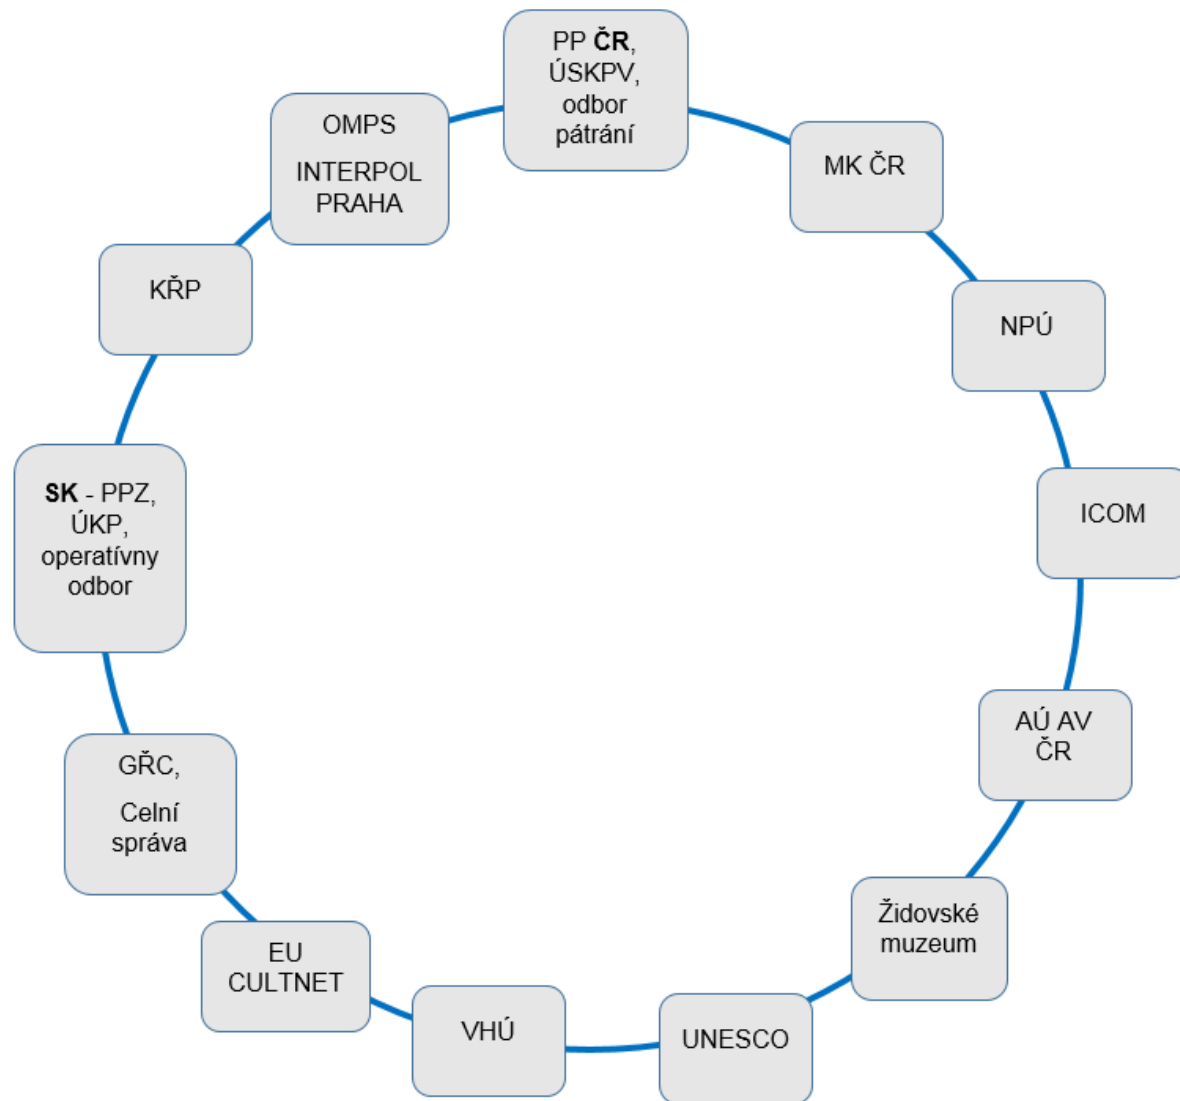 PP ČR,
ÚSKPV,
odbor
pátrání
MK ČR
NPÚ
ICOM
AÚ AV
ČR
Židovské
muzeum
UNESCO
VHÚ
EU
CULTNET
GŘC,
Celní
správa
SK - PPZ,
ÚKP,
operatívny
odbor
KŘP
OMPS
INTERPOL
PRAHA